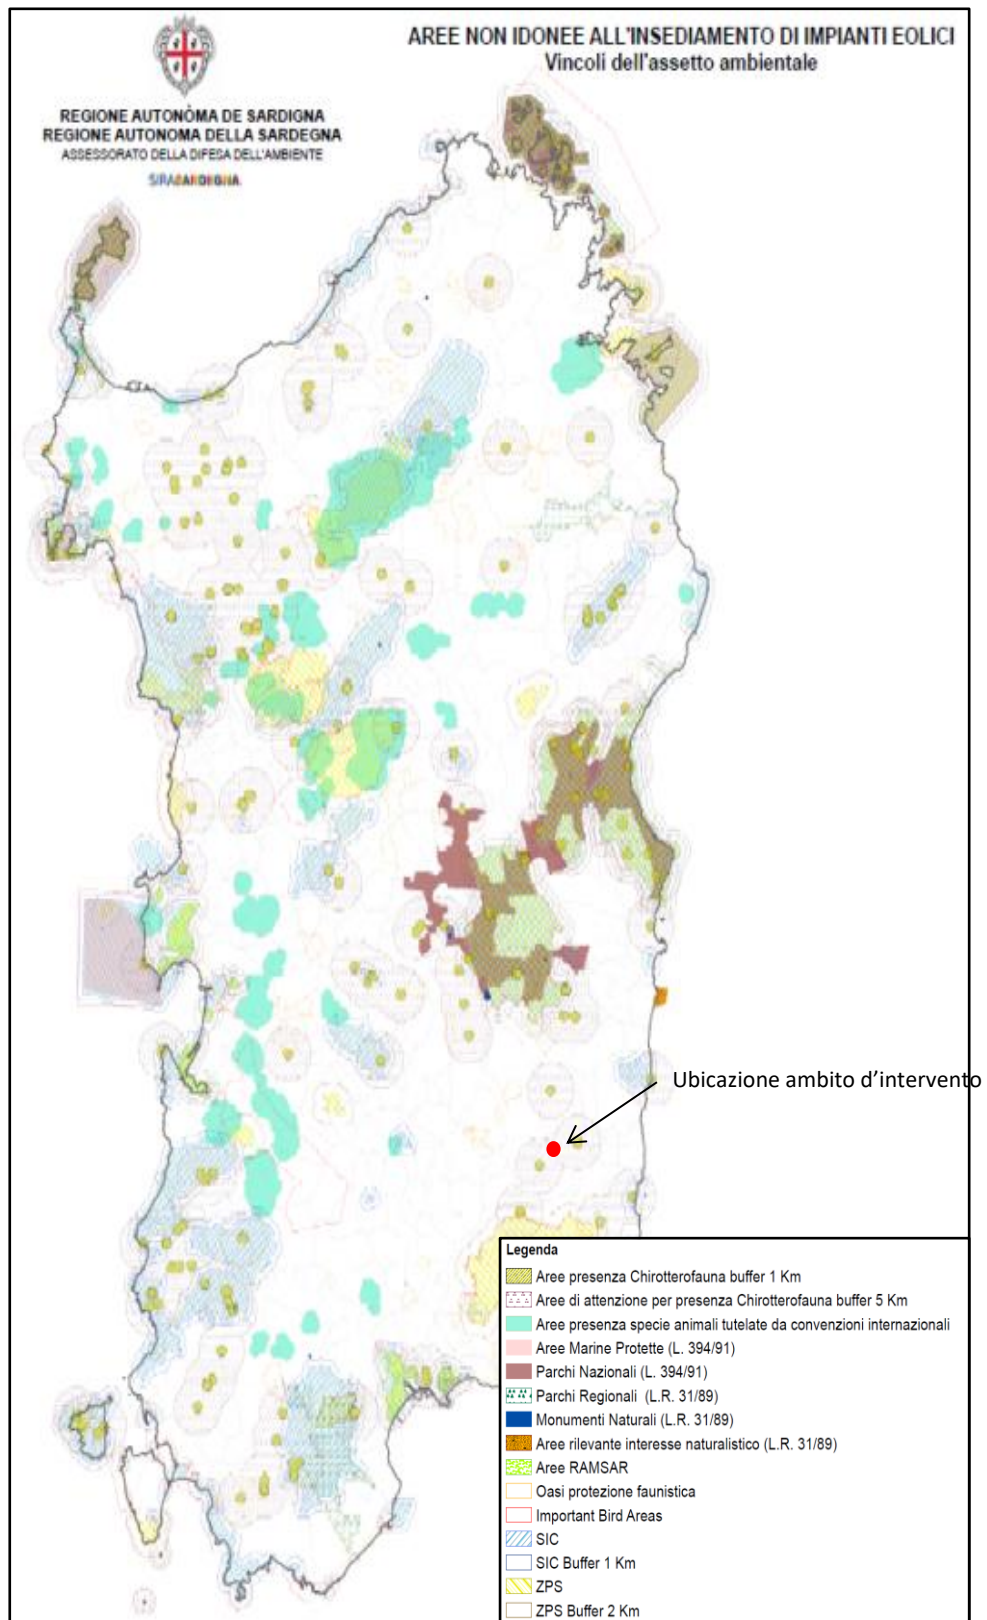 AREE NON IDONEE ALL'INSEDIAMENTO DI IMPIANTI EOLICI
Vincoli dell'assetto ambientale
REGIONE AUTONÒMA DE SARDIGNA
REGIONE AUTONOMA DELLA SARDEGNA
ASSESSORATO DELLA DIFESA DELL'AMBIENTE
SIRASARDEGNA
Ubicazione ambito d'intervento
Legenda
Aree presenza Chirotterofauna buffer 1 Km
Aree di attenzione per presenza Chirotterofauna buffer 5 Km
Aree presenza specie animali tutelate da convenzioni internazionali
Aree Marine Protette (L. 394/91)
Parchi Nazionali (L. 394/91)
Parchi Regionali (L.R. 31/89)
Monumenti Naturali (L.R. 31/89)
Aree rilevante interesse naturalistico (L.R. 31/89)
Aree RAMSAR
Oasi protezione faunistica
Important Bird Areas
SIC
SIC Buffer 1 Km
ZPS
ZPS Buffer 2 Km